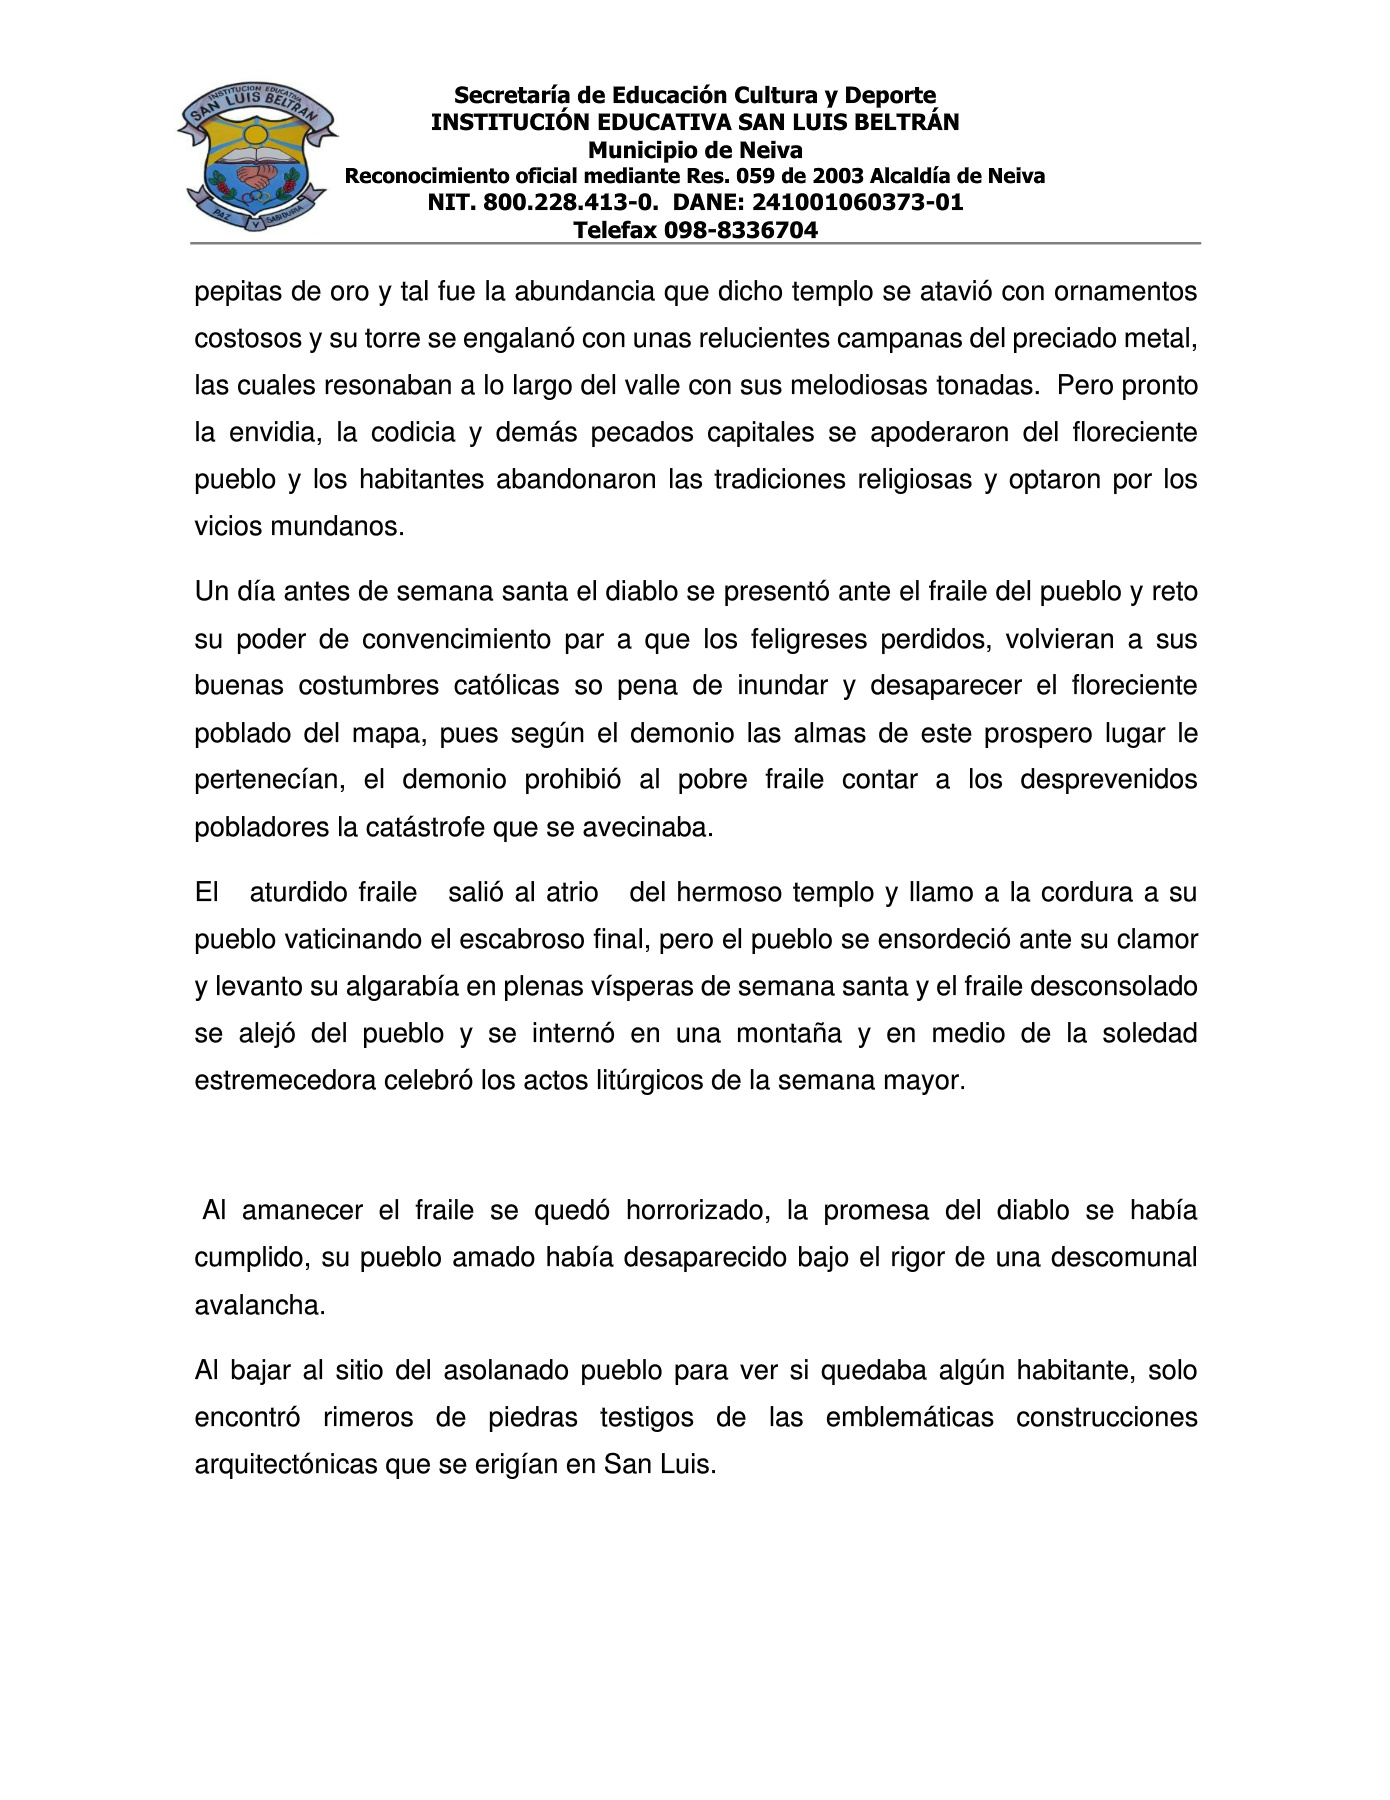 INSTITUCION EDUCATIVA
SAN LUIS BELTRAN
PAZ Y SABIDURIA
Secretaría de Educación Cultura y Deporte
INSTITUCIÓN EDUCATIVA SAN LUIS BELTRÁN
Municipio de Neiva
Reconocimiento oficial mediante Res. 059 de 2003 Alcaldía de Neiva
NIT. 800.228.413-0.  DANE: 241001060373-01
Telefax 098-8336704
pepitas de oro y tal fue la abundancia que dicho templo se atavió con ornamentos
costosos y su torre se engalanó con unas relucientes campanas del preciado metal,
las cuales resonaban a lo largo del valle con sus melodiosas tonadas.  Pero pronto
la envidia, la codicia y demás pecados capitales se apoderaron del floreciente
pueblo y los habitantes abandonaron las tradiciones religiosas y optaron por los
vicios mundanos.
Un día antes de semana santa el diablo se presentó ante el fraile del pueblo y reto
su poder de convencimiento par a que los feligreses perdidos, volvieran a sus
buenas costumbres católicas so pena de inundar y desaparecer el floreciente
poblado del mapa, pues según el demonio las almas de este prospero lugar le
pertenecían, el demonio prohibió al pobre fraile contar a los desprevenidos
pobladores la catástrofe que se avecinaba.
El aturdido fraile salió al atrio del hermoso templo y llamo a la cordura a su
pueblo vaticinando el escabroso final, pero el pueblo se ensordeció ante su clamor
y levanto su algarabía en plenas vísperas de semana santa y el fraile desconsolado
se alejó del pueblo y se internó en una montaña y en medio de la soledad
estremecedora celebró los actos litúrgicos de la semana mayor.
Al amanecer el fraile se quedó horrorizado, la promesa del diablo se había
cumplido, su pueblo amado había desaparecido bajo el rigor de una descomunal
avalancha.
Al bajar al sitio del asolanado pueblo para ver si quedaba algún habitante, solo
encontró rimeros de piedras testigos de las emblemáticas construcciones
arquitectónicas que se erigían en San Luis.